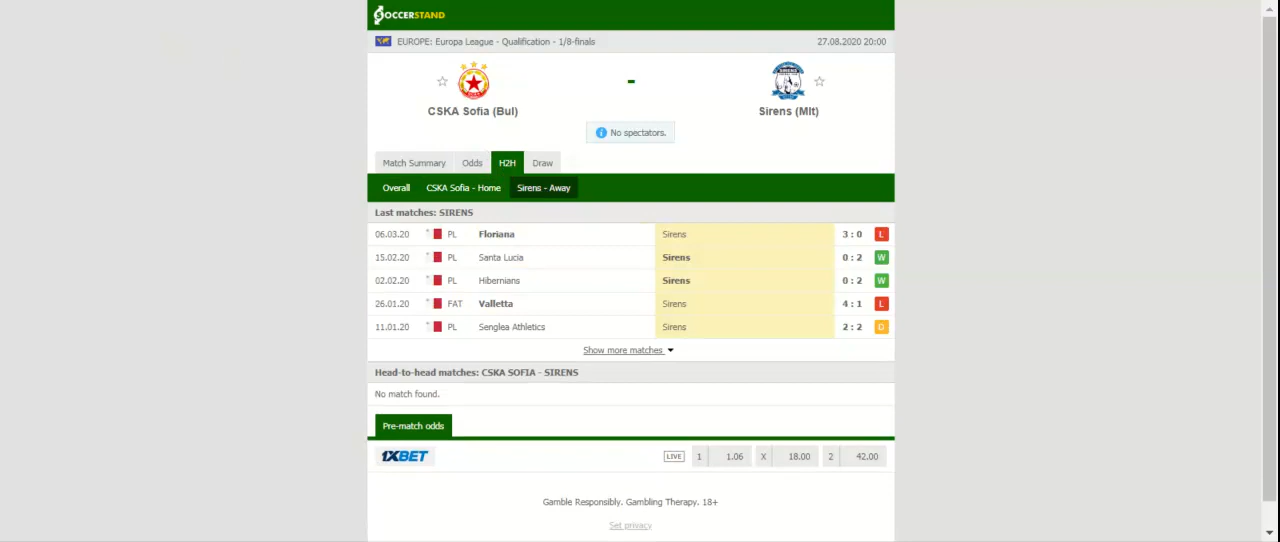 SOCCERSTAND
EUROPE: Europa League - Qualification - 1/8-finals 27.08.2020 20:00
-
CSKA Sofia (Bul) Sirens (Mlt)
No spectators.
Match Summary Odds H2H Draw
Overall CSKA Sofia - Home Sirens - Away
Last matches: SIRENS
06.03.20 PL Floriana Sirens 3 : 0 L
15.02.20 PL Santa Lucia Sirens 0 : 2 W
02.02.20 PL Hibernians Sirens 0 : 2 W
26.01.20 FAT Valletta Sirens 4 : 1 L
11.01.20 PL Senglea Athletics Sirens 2 : 2 D
Show more matches
Head-to-head matches: CSKA SOFIA - SIRENS
No match found.
Pre-match odds
1XBET LIVE 1 1.06 X 18.00 2 42.00
Gamble Responsibly. Gambling Therapy. 18+
Set privacy